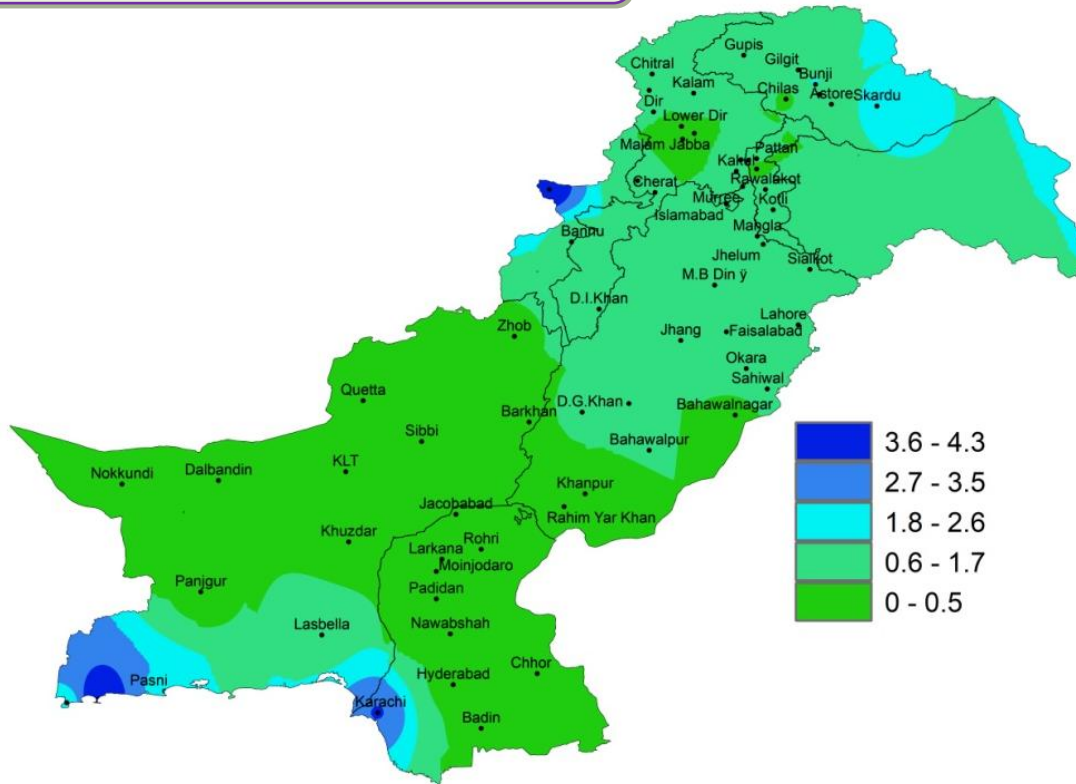 Gupis
Gilgit
Chitral
Bunji
Kalam
Chilas
Astore Skardu
Dir
Lower Dir
Malam Jabba
Pattan
Kakul
Cherat
Rawalakot
Murree
Kotli
Islamabad
Mangla
Bannu
Jhelum
Sialkot
M.B Din ÿ
D.I.Khan
Zhob
Lahore
Jhang
Faisalabad
Okara
Sahiwal
Quetta
D.G.Khan
Bahawalnagar
Barkhan
Sibbi
Bahawalpur
3.6 - 4.3
2.7 - 3.5
1.8 - 2.6
0.6 - 1.7
0 - 0.5
Nokkundi
Dalbandin
KLT
Khanpur
Jacobabad
Rahim Yar Khan
Khuzdar
Rohri
Larkana
Moinjodaro
Panjgur
Padidan
Lasbella
Nawabshah
Chhor
Pasni
Hyderabad
Karachi
Badin